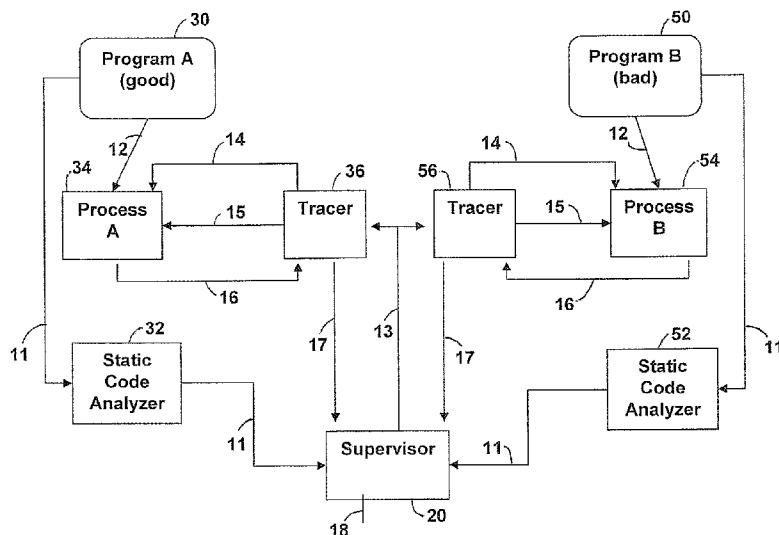 30
50
Program A
(good)
Program B
(bad)
12
14
14
12
34
36
56
54
Process
A
15
Tracer
Tracer
15
Process
B
16
16
11
32
17
13
17
52
11
Static
Code
Analyzer
Static
Code
Analyzer
11
Supervisor
11
18
20